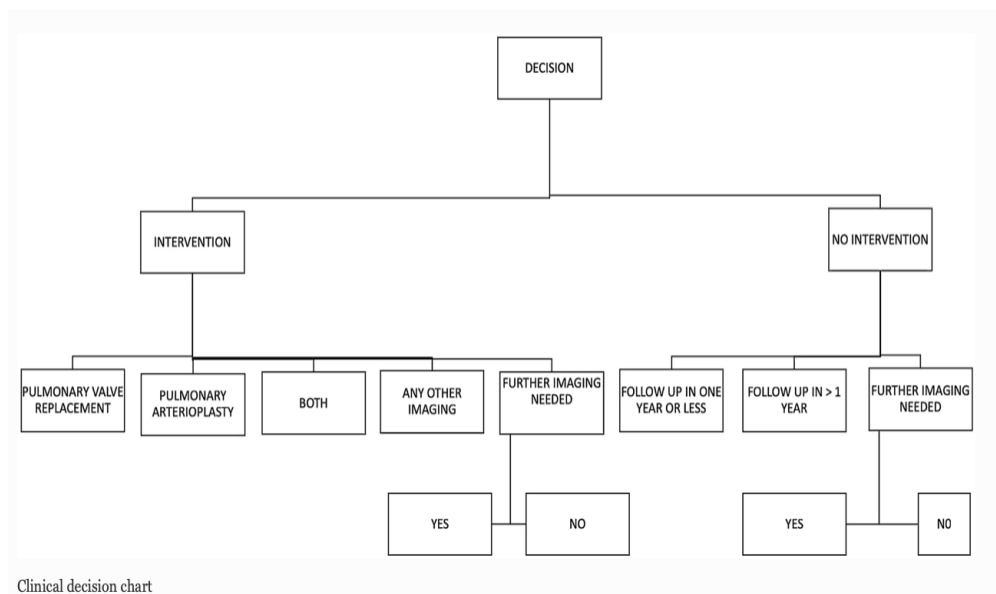 DECISION
INTERVENTION
NO INTERVENTION
PULMONARY VALVE
REPLACEMENT
PULMONARY
ARTERIOPLASTY
BOTH
ANY OTHER
IMAGING
FURTHER IMAGING
NEEDED
FOLLOW UP IN ONE
YEAR OR LESS
FOLLOW UP IN > 1
YEAR
FURTHER IMAGING
NEEDED
YES
NO
YES
N0
Clinical decision chart